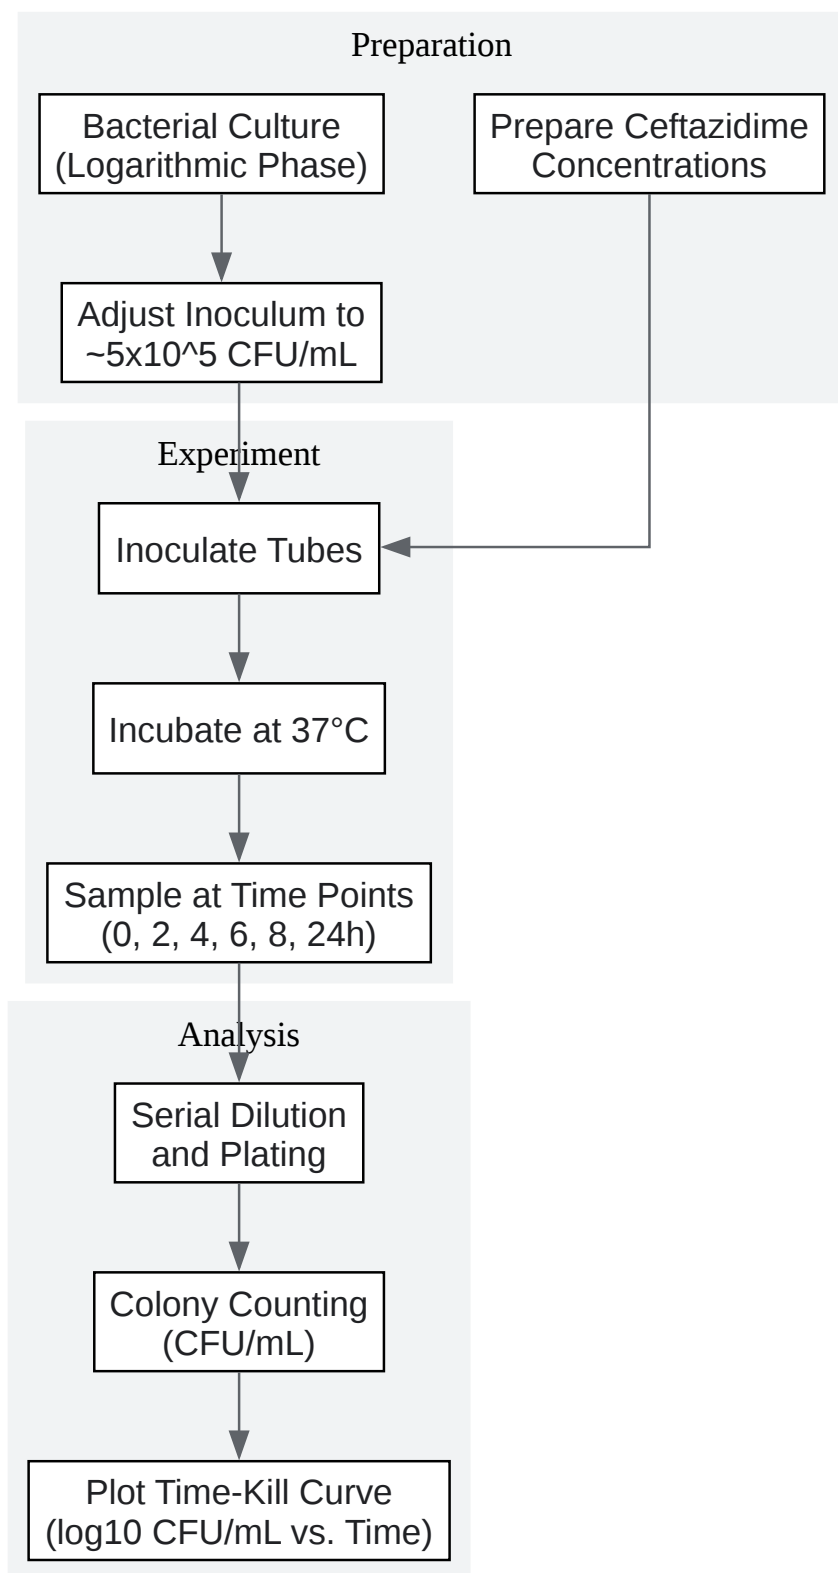 Preparation
Bacterial Culture
(Logarithmic Phase)
Prepare Ceftazidime
Concentrations
Adjust Inoculum to
~5x10^5 CFU/mL
Experiment
Inoculate Tubes
Incubate at 37°C
Sample at Time Points
(0, 2, 4, 6, 8, 24h)
Analysis
Serial Dilution
and Plating
Colony Counting
(CFU/mL)
Plot Time-Kill Curve
(log10 CFU/mL vs. Time)